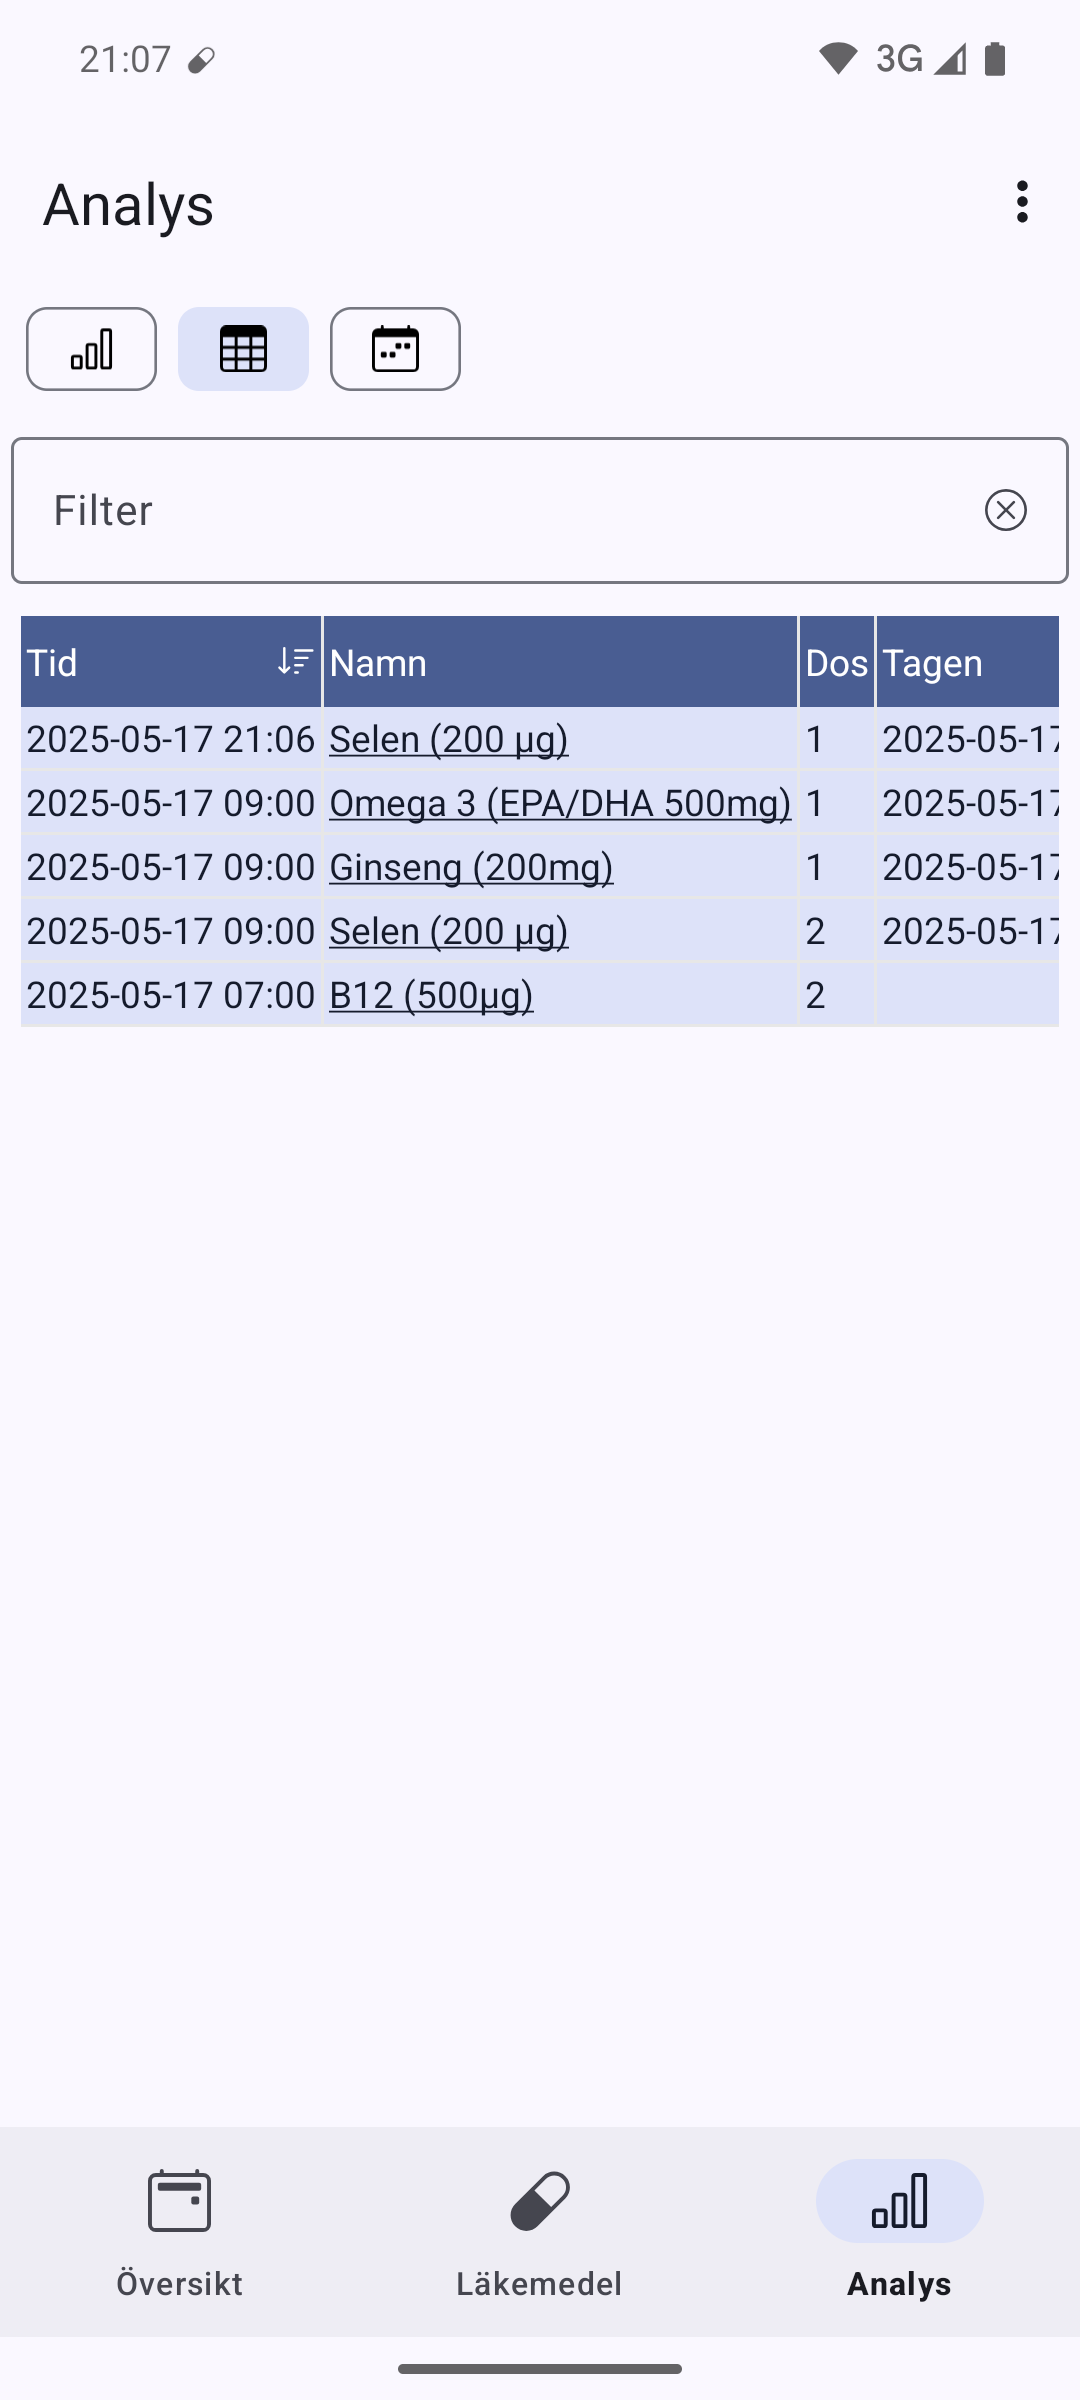 21:07 3G
Analys
Filter
Tid Namn Dos Tagen
2025-05-17 21:06 Selen (200 µg) 1 2025-05-17
2025-05-17 09:00 Omega 3 (EPA/DHA 500mg) 1 2025-05-17
2025-05-17 09:00 Ginseng (200mg) 1 2025-05-17
2025-05-17 09:00 Selen (200 µg) 2 2025-05-17
2025-05-17 07:00 B12 (500µg) 2
Översikt Läkemedel Analys